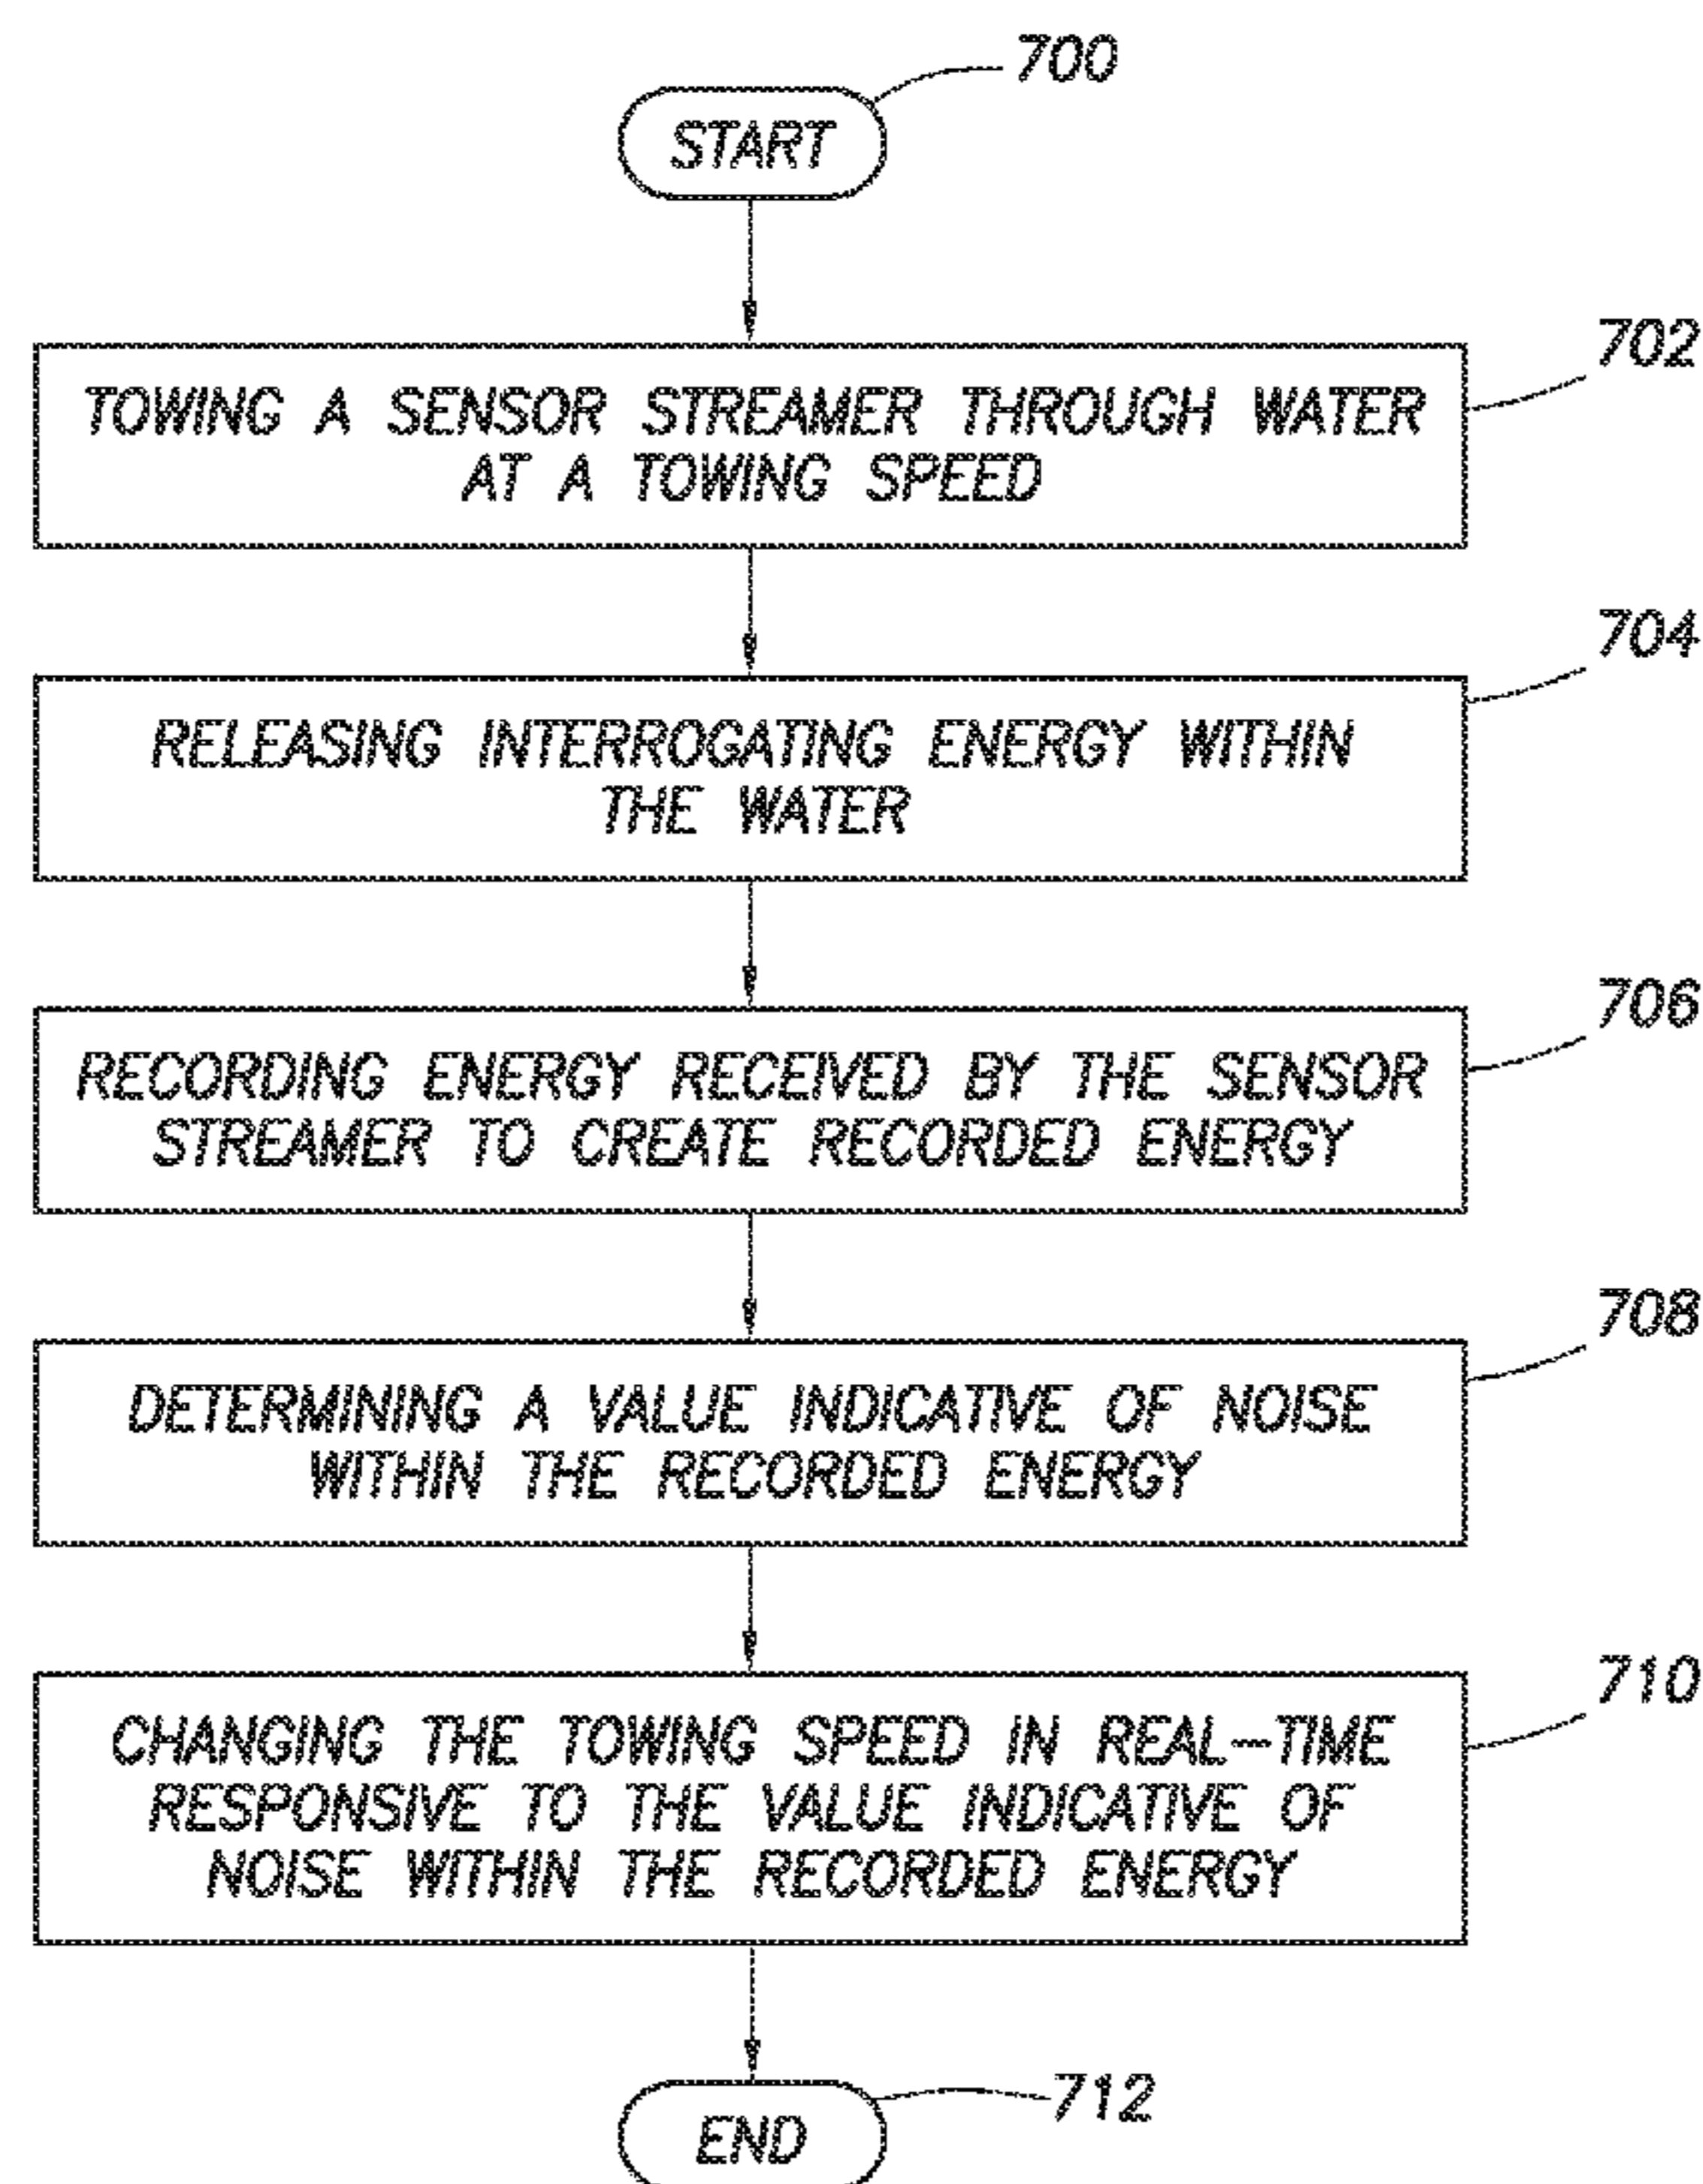 700
START
702
TOWING A SENSOR STREAMER THROUGH WATER
AT A TOWING SPEED
704
RELEASING INTERROGATING ENERGY WITHIN
THE WATER
706
RECORDING ENERGY RECEIVED BY THE SENSOR
STREAMER TO CREATE RECORDED ENERGY
708
DETERMINING A VALUE INDICATIVE OF NOISE
WITHIN THE RECORDED ENERGY
710
CHANGING THE TOWING SPEED IN REAL-TIME
RESPONSIVE TO THE VALUE INDICATIVE OF
NOISE WITHIN THE RECORDED ENERGY
712
END